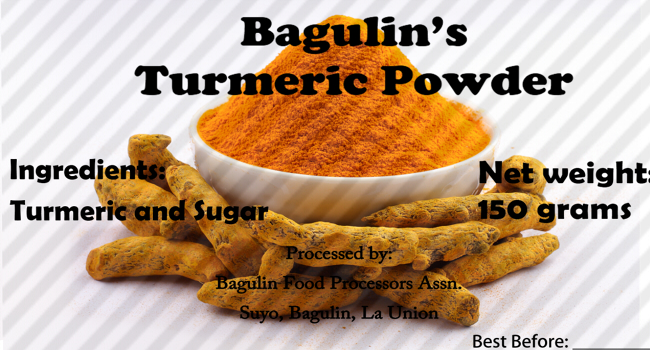 Bagulin's
Turmeric Powder
Ingredients:
Turmeric and Sugar
Net weight:
150 grams
Processed by:
Bagulin Food Processors Assn.
Suyo, Bagulin, La Union
Best Before: ________